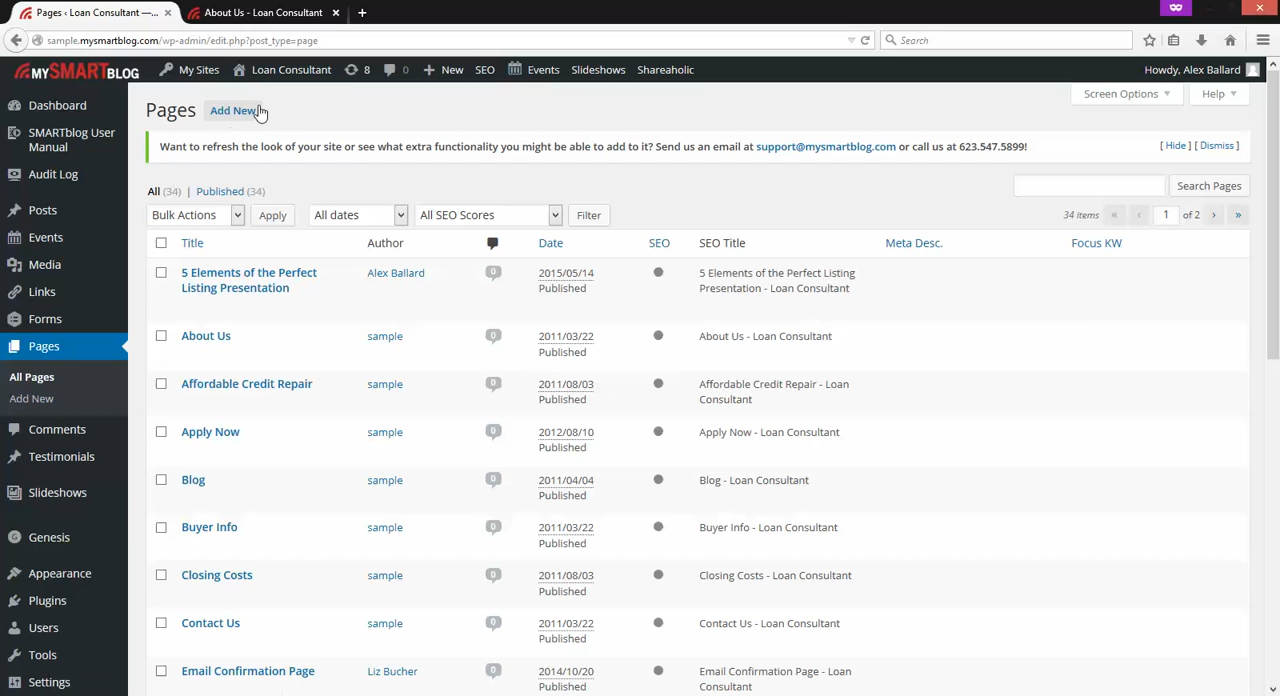 Pages ‹ Loan Consultant —...
About Us - Loan Consultant
sample.mysmartblog.com/wp-admin/edit.php?post_type=page
Search
MYSMARTBLOG
My Sites
Loan Consultant
8
0
New
SEO
Events
Slideshows
Shareaholic
Howdy, Alex Ballard
Dashboard
SMARTblog User
Manual
Audit Log
Posts
Events
Media
Links
Forms
Pages
All Pages
Add New
Comments
Testimonials
Slideshows
Genesis
Appearance
Plugins
Users
Tools
Settings
Screen Options
Help
Pages Add New
Want to refresh the look of your site or see what extra functionality you might be able to add to it? Send us an email at support@mysmartblog.com or call us at 623.547.5899!
[ Hide ] [ Dismiss ]
All (34) | Published (34)
Search Pages
Bulk Actions
Apply
All dates
All SEO Scores
Filter
34 items « ‹ 1 of 2 › »
Title Author Date SEO SEO Title Meta Desc. Focus KW
5 Elements of the Perfect
Listing Presentation
Alex Ballard
0
2015/05/14
Published
5 Elements of the Perfect Listing
Presentation - Loan Consultant
About Us
sample
0
2011/03/22
Published
About Us - Loan Consultant
Affordable Credit Repair
sample
0
2011/08/03
Published
Affordable Credit Repair - Loan
Consultant
Apply Now
sample
0
2012/08/10
Published
Apply Now - Loan Consultant
Blog
sample
0
2011/04/04
Published
Blog - Loan Consultant
Buyer Info
sample
0
2011/03/22
Published
Buyer Info - Loan Consultant
Closing Costs
sample
0
2011/08/03
Published
Closing Costs - Loan Consultant
Contact Us
sample
0
2011/03/22
Published
Contact Us - Loan Consultant
Email Confirmation Page
Liz Bucher
0
2014/10/20
Published
Email Confirmation Page - Loan
Consultant